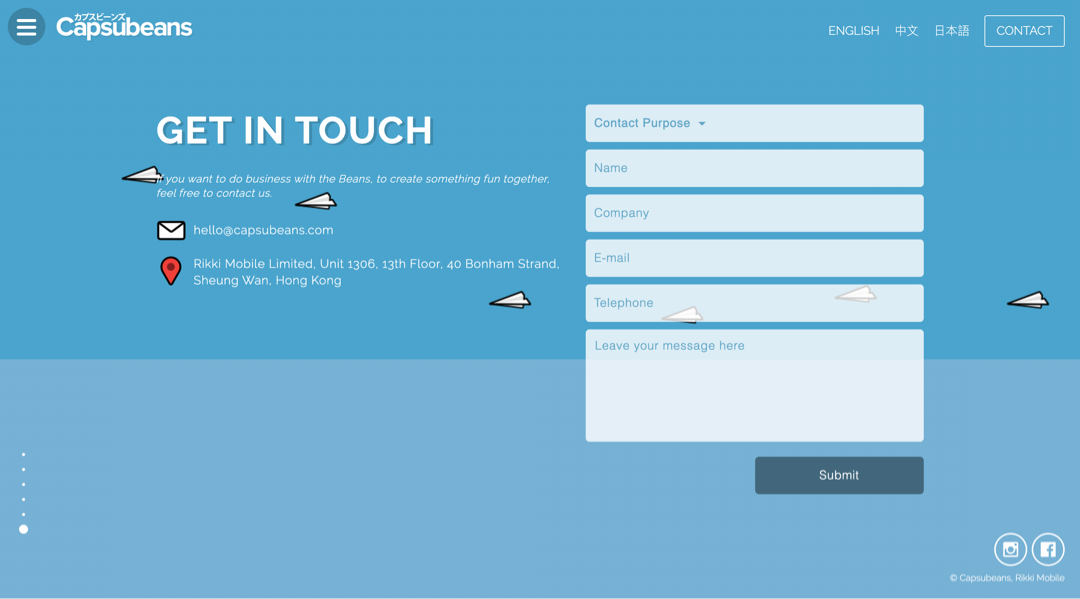 カプスビーンズ
Capsubeans
ENGLISH 中文 日本語 CONTACT
GET IN TOUCH
If you want to do business with the Beans, to create something fun together,
feel free to contact us.
hello@capsubeans.com
Rikki Mobile Limited, Unit 1306, 13th Floor, 40 Bonham Strand,
Sheung Wan, Hong Kong
Contact Purpose
Name
Company
E-mail
Telephone
Leave your message here
Submit
© Capsubeans, Rikki Mobile